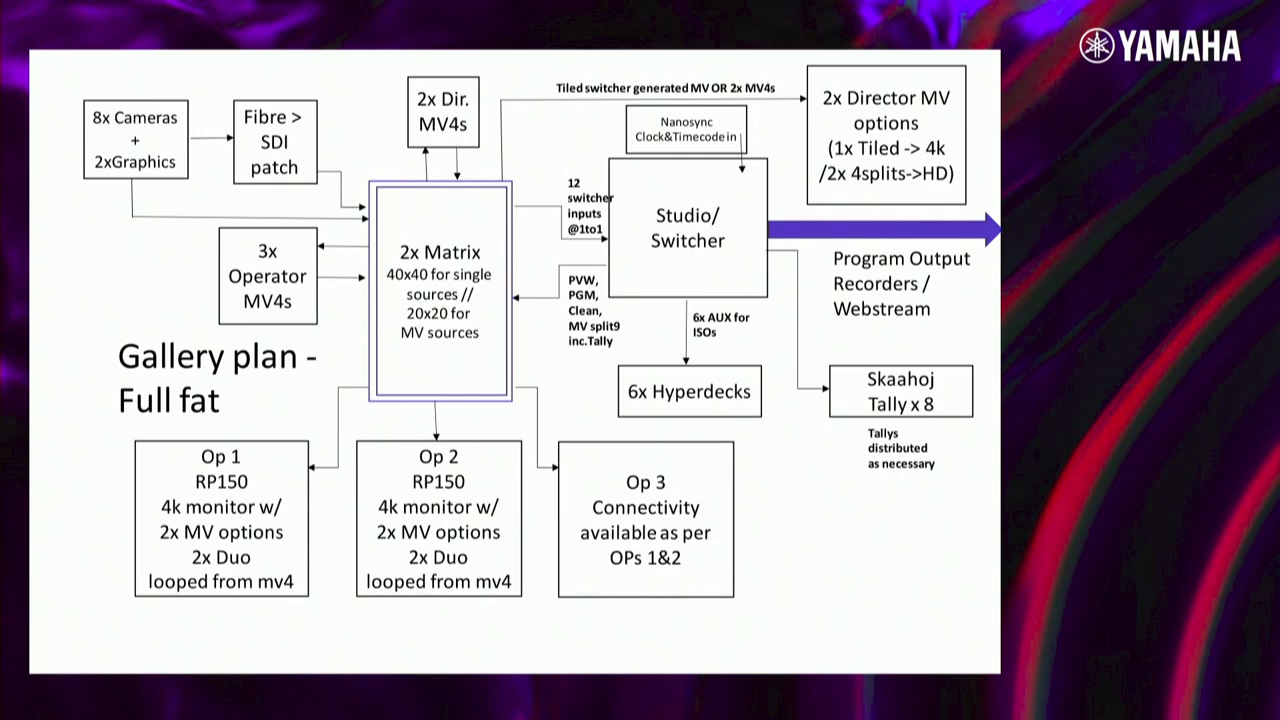 YAMAHA
8x Cameras
+
2xGraphics
Fibre >
SDI
patch
2x Dir.
MV4s
Tiled switcher generated MV OR 2x MV4s
Nanosync
Clock&Timecode in
2x Director MV
options
(1x Tiled -> 4k
/2x 4splits->HD)
3x
Operator
MV4s
2x Matrix
40x40 for single
sources //
20x20 for
MV sources
12
switcher
inputs
@1to1
Studio/
Switcher
PVW,
PGM,
Clean,
MV split9
inc.Tally
Program Output
Recorders /
Webstream
6x AUX for
ISOs
6x Hyperdecks
Skaahoj
Tally x 8
Tallys
distributed
as necessary
Gallery plan -
Full fat
Op 1
RP150
4k monitor w/
2x MV options
2x Duo
looped from mv4
Op 2
RP150
4k monitor w/
2x MV options
2x Duo
looped from mv4
Op 3
Connectivity
available as per
OPs 1&2